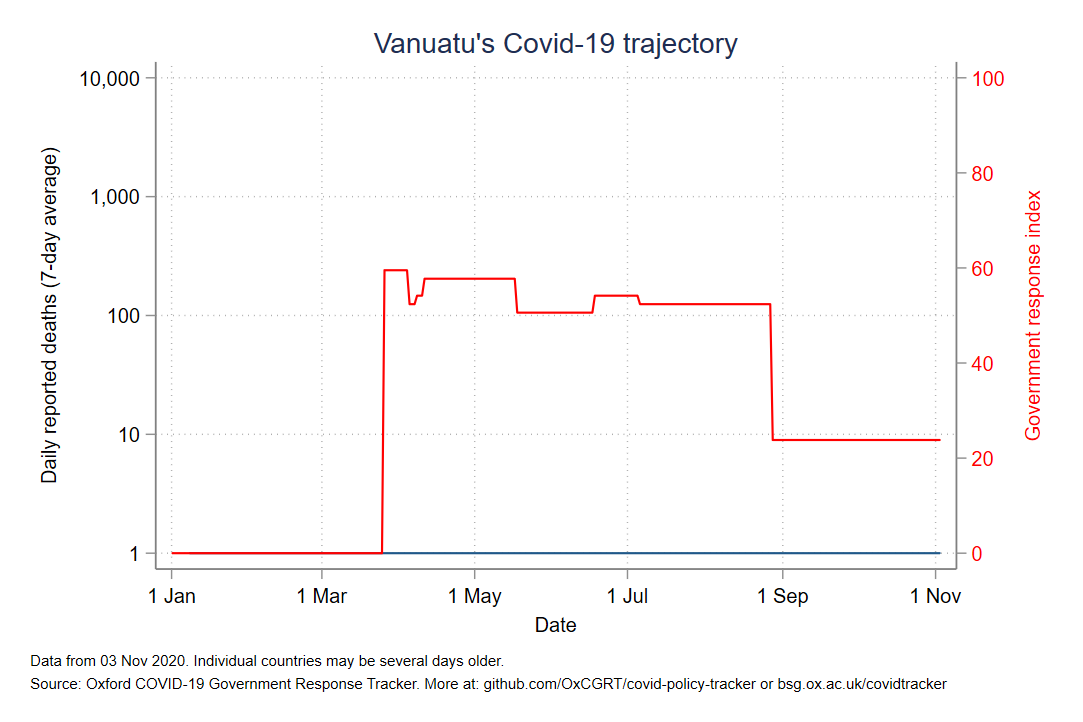 Vanuatu's Covid-19 trajectory
Daily reported deaths (7-day average)
10,000
1,000
100
10
1
100
80
60
40
20
0
Government response index
1 Jan
1 Mar
1 May
1 Jul
1 Sep
1 Nov
Date
Data from 03 Nov 2020. Individual countries may be several days older.
Source: Oxford COVID-19 Government Response Tracker. More at: github.com/OxCGRT/covid-policy-tracker or bsg.ox.ac.uk/covidtracker